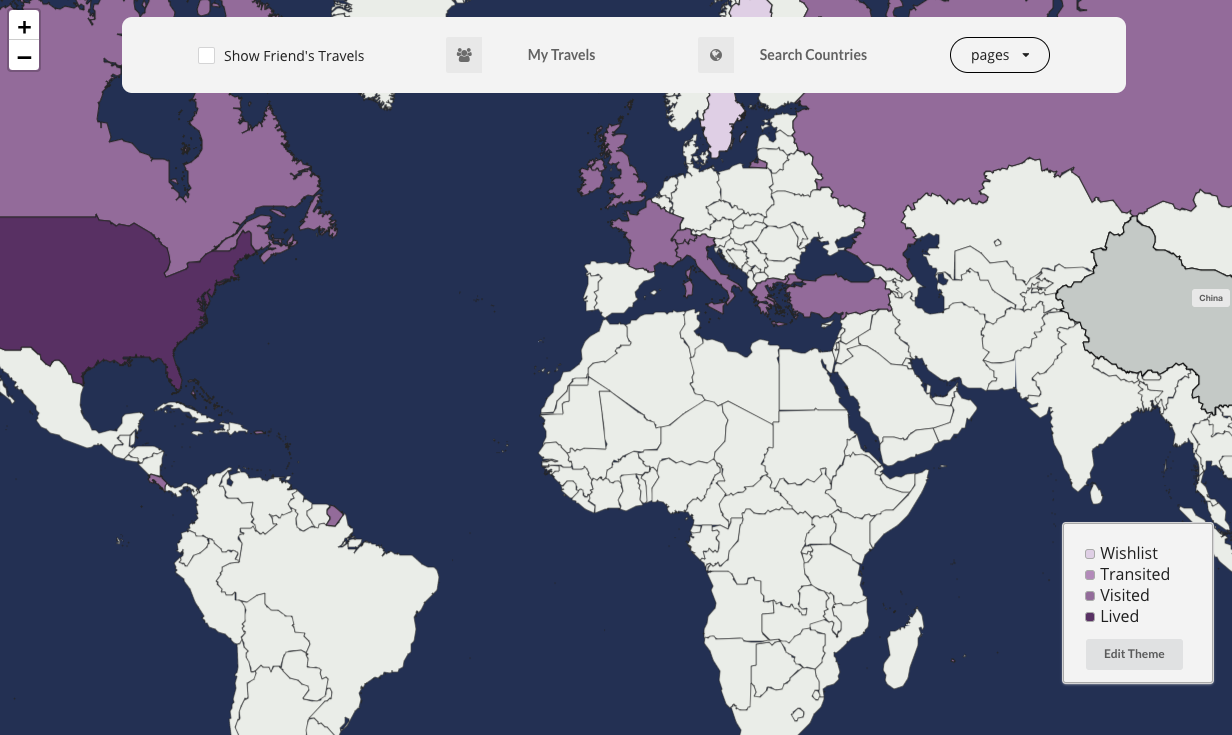 +
−
Show Friend's Travels
My Travels
Search Countries
pages
China
Wishlist
Transited
Visited
Lived
Edit Theme